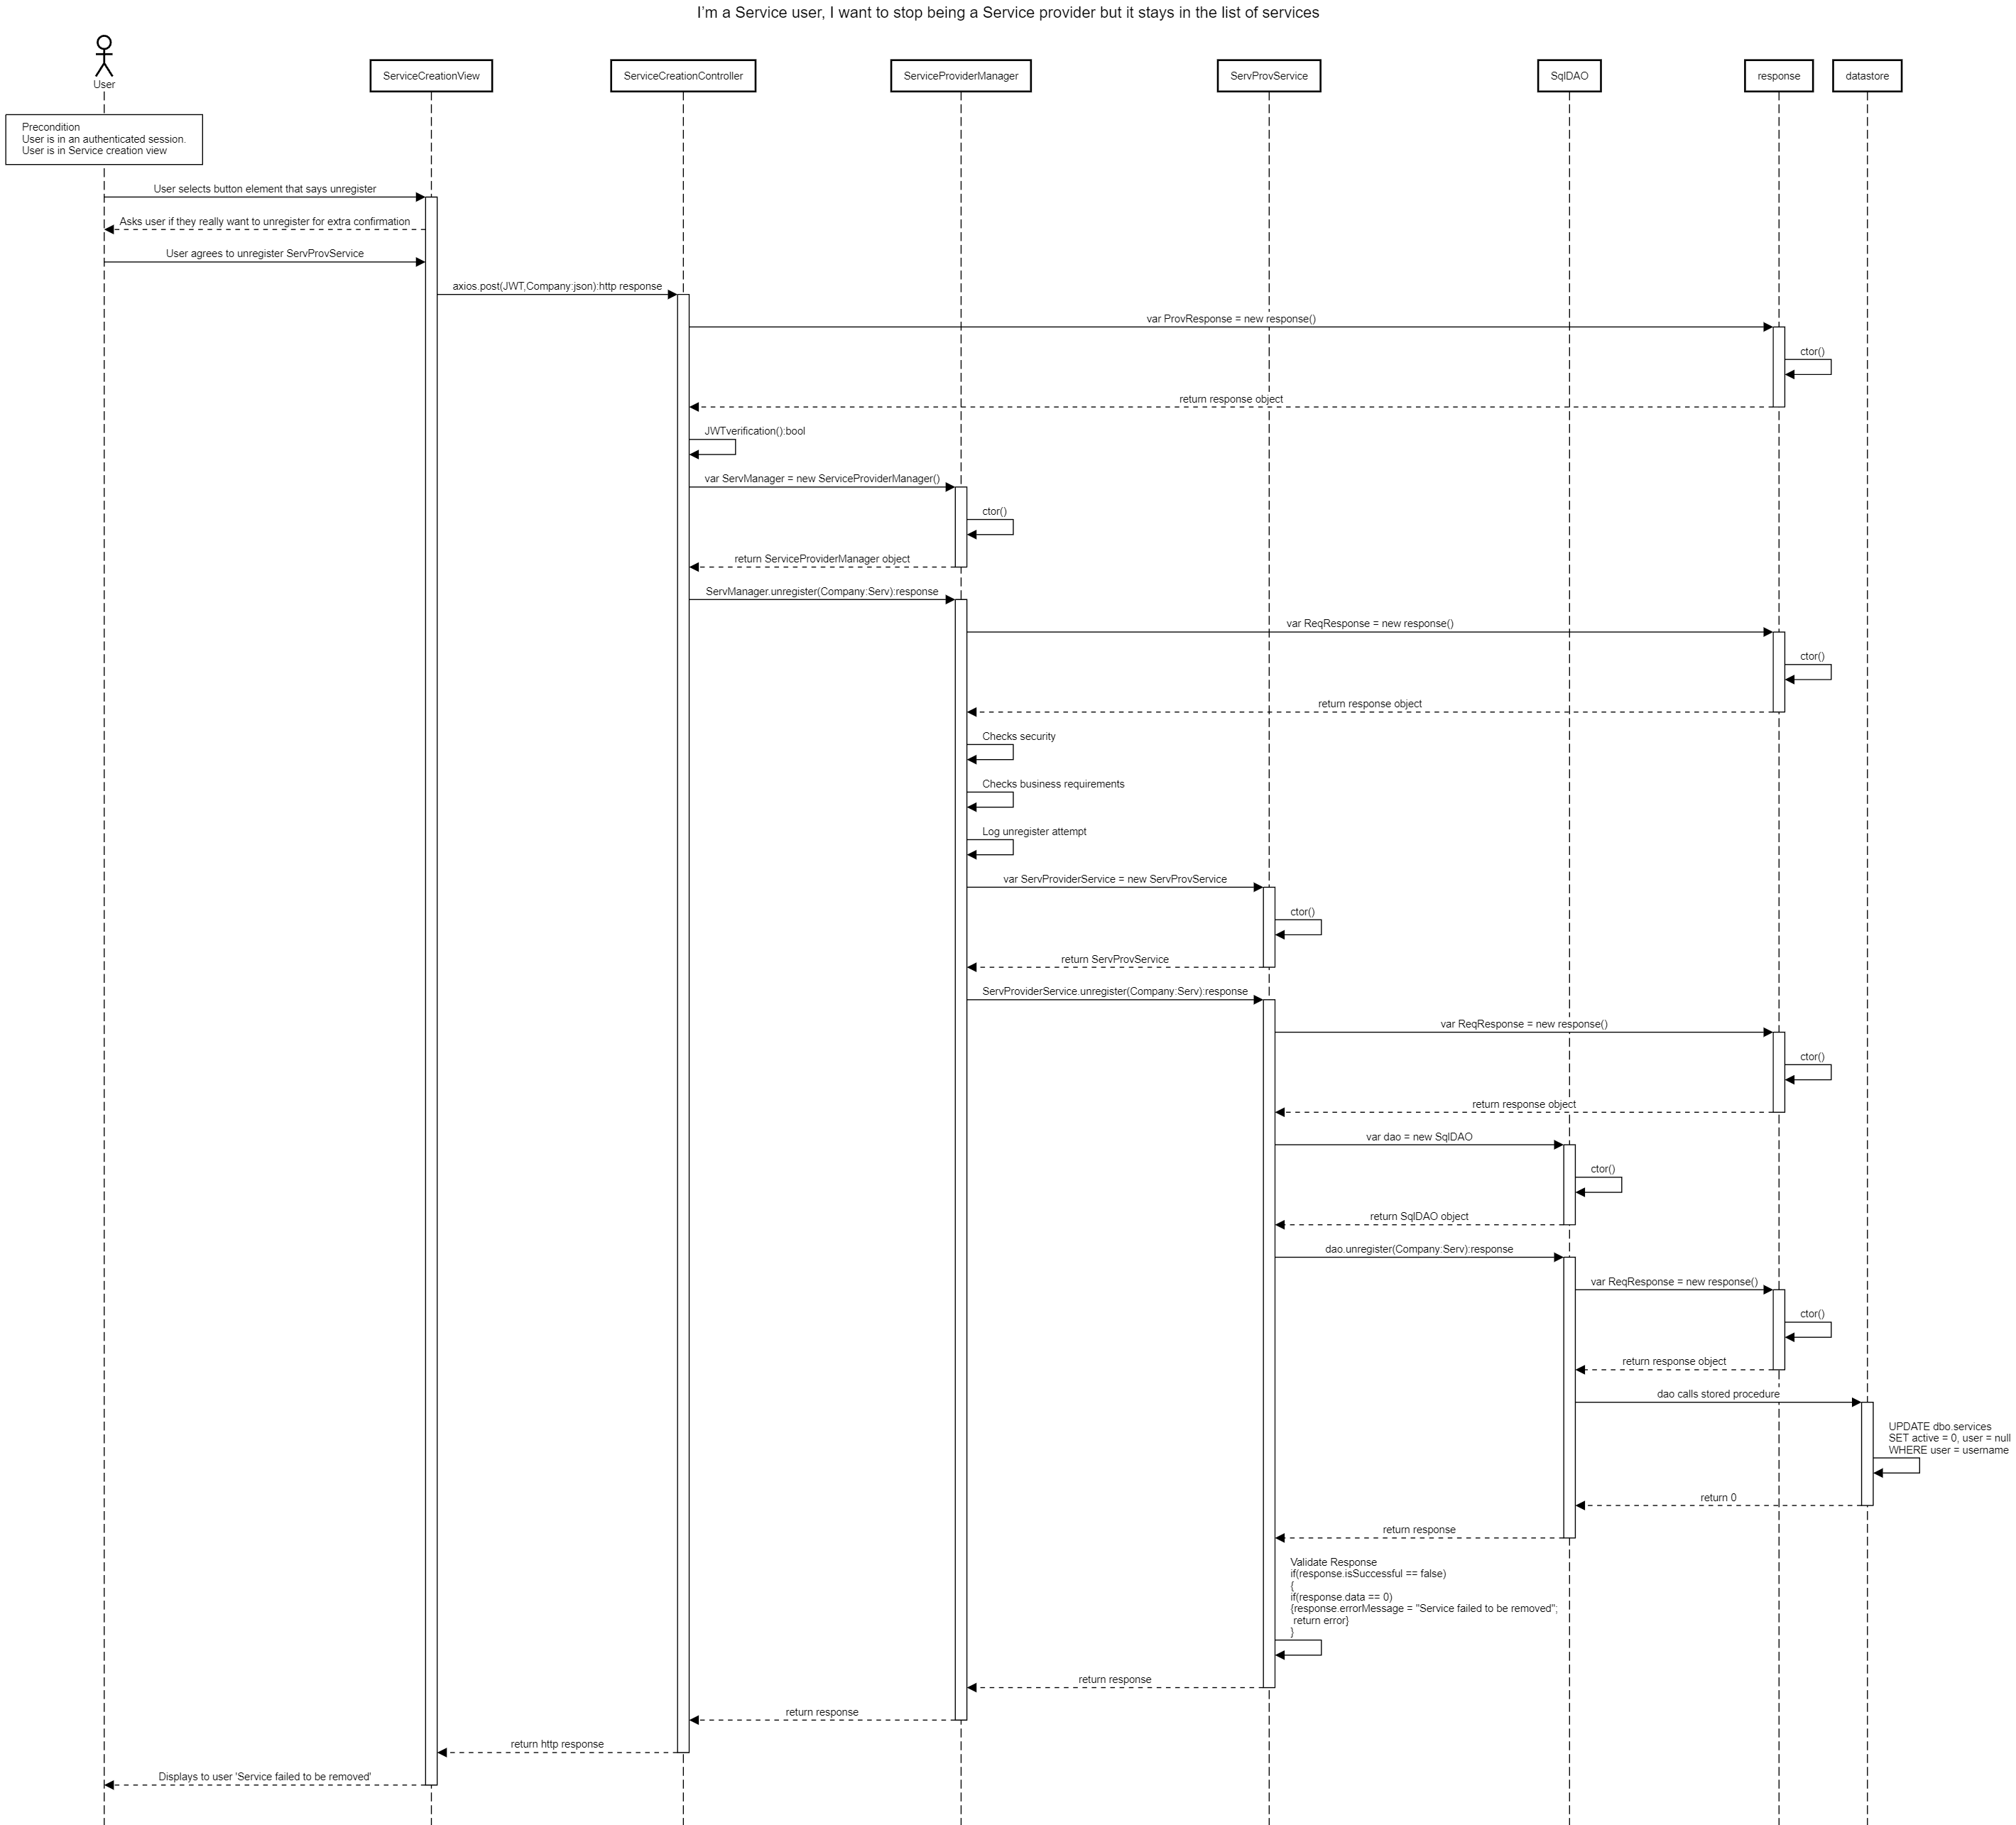 I'm a Service user, I want to stop being a Service provider but it stays in the list of services
User
ServiceCreationView
ServiceCreationController
ServiceProviderManager
ServProvService
SqlDAO
response
datastore
Precondition
User is in an authenticated session.
User is in Service creation view
User selects button element that says unregister
Asks user if they really want to unregister for extra confirmation
User agrees to unregister ServProvService
axios.post(JWT,Company:json):http response
var ProvResponse = new response()
ctor()
return response object
JWTverification():bool
var ServManager = new ServiceProviderManager()
ctor()
return ServiceProviderManager object
ServManager.unregister(Company:Serv):response
var ReqResponse = new response()
ctor()
return response object
Checks security
Checks business requirements
Log unregister attempt
var ServProviderService = new ServProvService
ctor()
return ServProvService
ServProviderService.unregister(Company:Serv):response
var ReqResponse = new response()
ctor()
return response object
var dao = new SqlDAO
ctor()
return SqlDAO object
dao.unregister(Company:Serv):response
var ReqResponse = new response()
ctor()
return response object
dao calls stored procedure
UPDATE dbo.services
SET active = 0, user = null
WHERE user = username
return 0
return response
Validate Response
if(response.isSuccessful == false)
{
if(response.data == 0)
{response.errorMessage = "Service failed to be removed";
return error}
}
return response
return response
return http response
Displays to user 'Service failed to be removed'